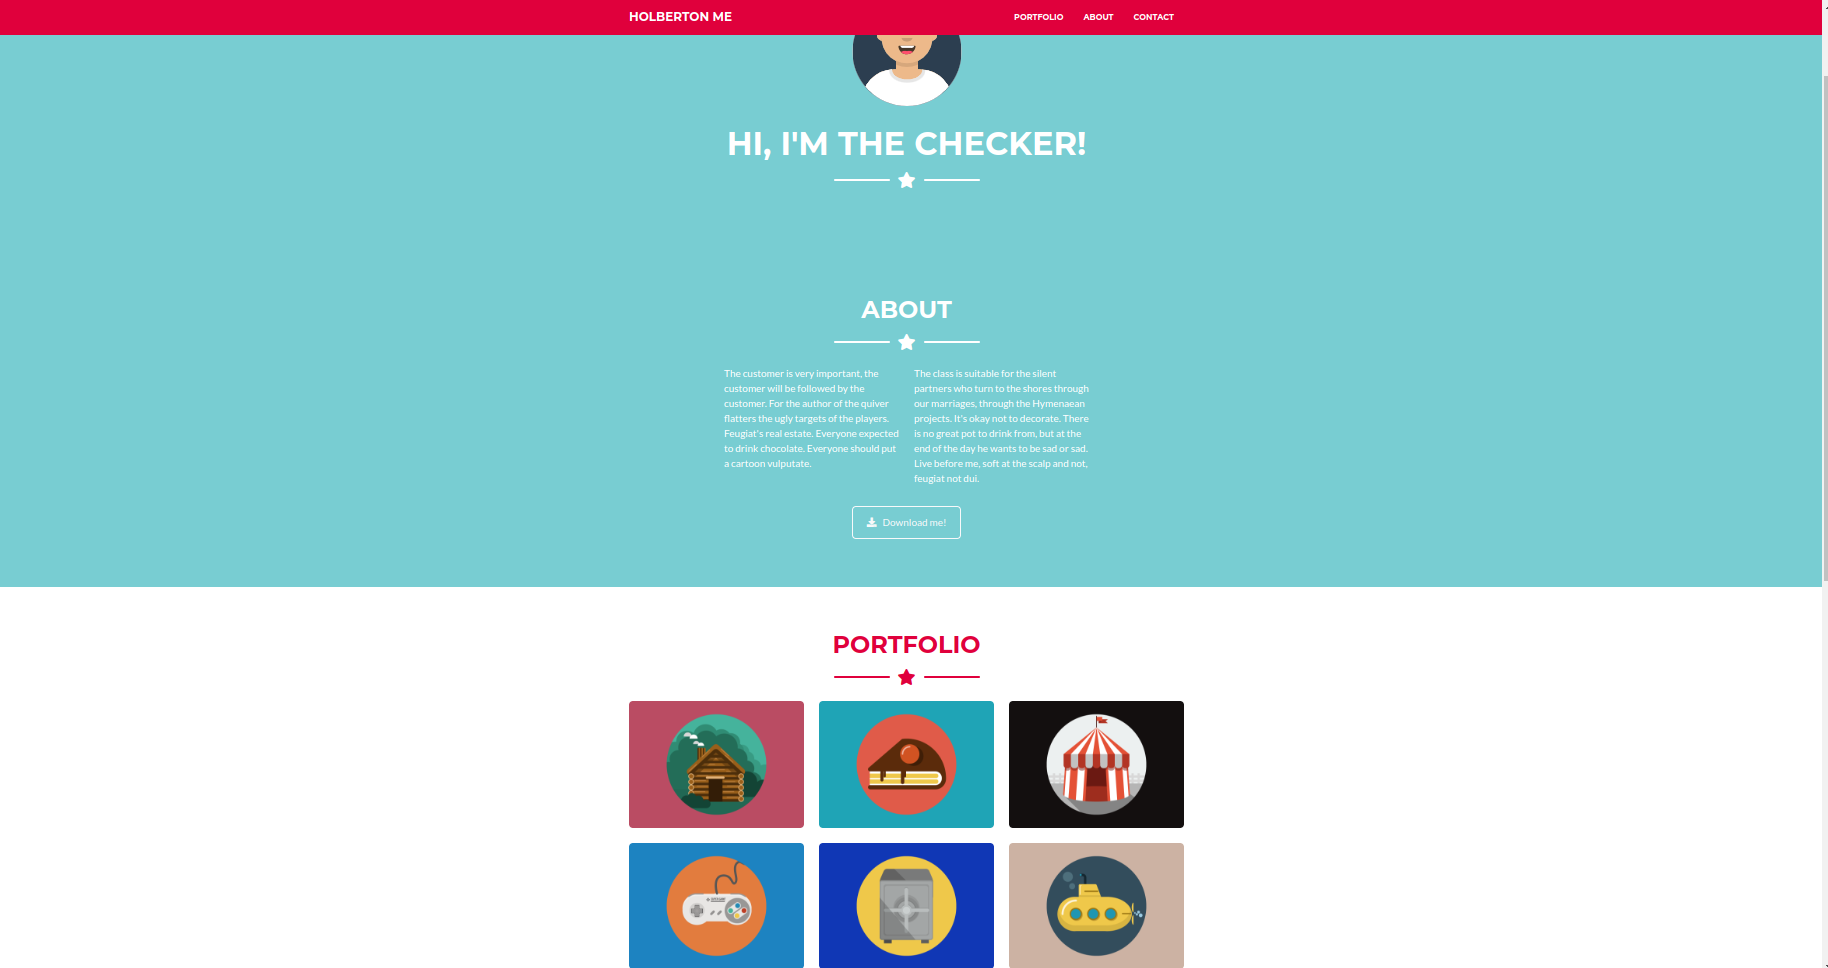 HOLBERTON ME
PORTFOLIO ABOUT CONTACT
HI, I'M THE CHECKER!
ABOUT
The customer is very important, the
customer will be followed by the
customer. For the author of the quiver
flatters the ugly targets of the players.
Feugiat's real estate. Everyone expected
to drink chocolate. Everyone should put
a cartoon vulputate.
The class is suitable for the silent
partners who turn to the shores through
our marriages, through the Hymenaean
projects. It's okay not to decorate. There
is no great pot to drink from, but at the
end of the day he wants to be sad or sad.
Live before me, soft at the scalp and not,
feugiat not dui.
Download me!
PORTFOLIO